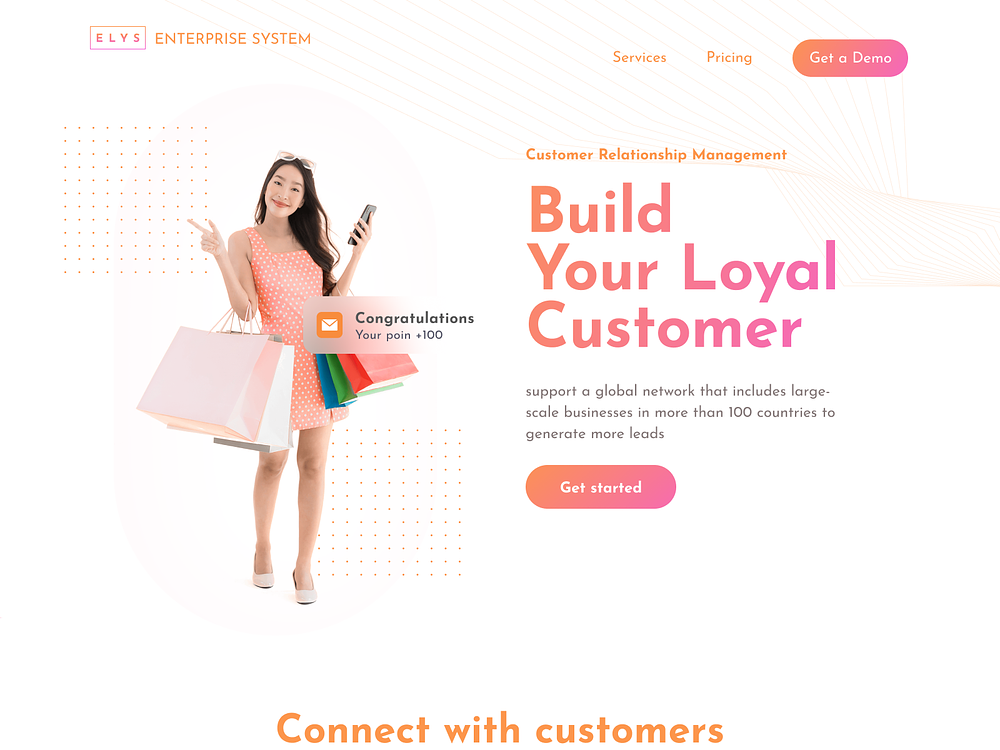 ELYS ENTERPRISE SYSTEM
Services Pricing Get a Demo
Customer Relationship Management
Build
Your Loyal
Customer
Congratulations
Your poin +100
support a global network that includes large-
scale businesses in more than 100 countries to
generate more leads
Get started
Connect with customers